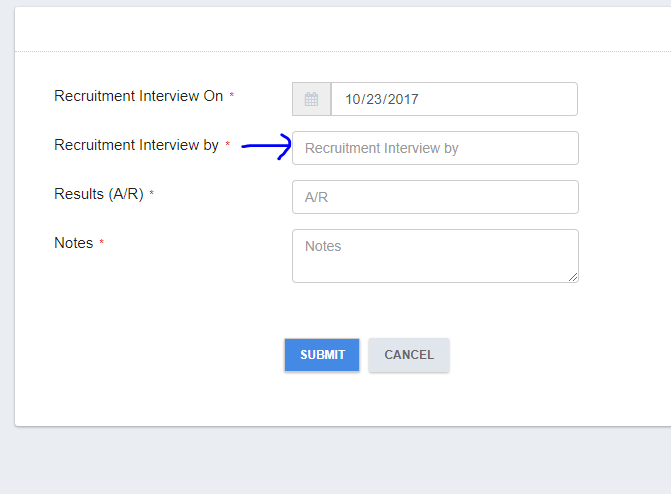 Recruitment Interview On * 10/23/2017
Recruitment Interview by * Recruitment Interview by
Results (A/R) * A/R
Notes * Notes
SUBMIT CANCEL